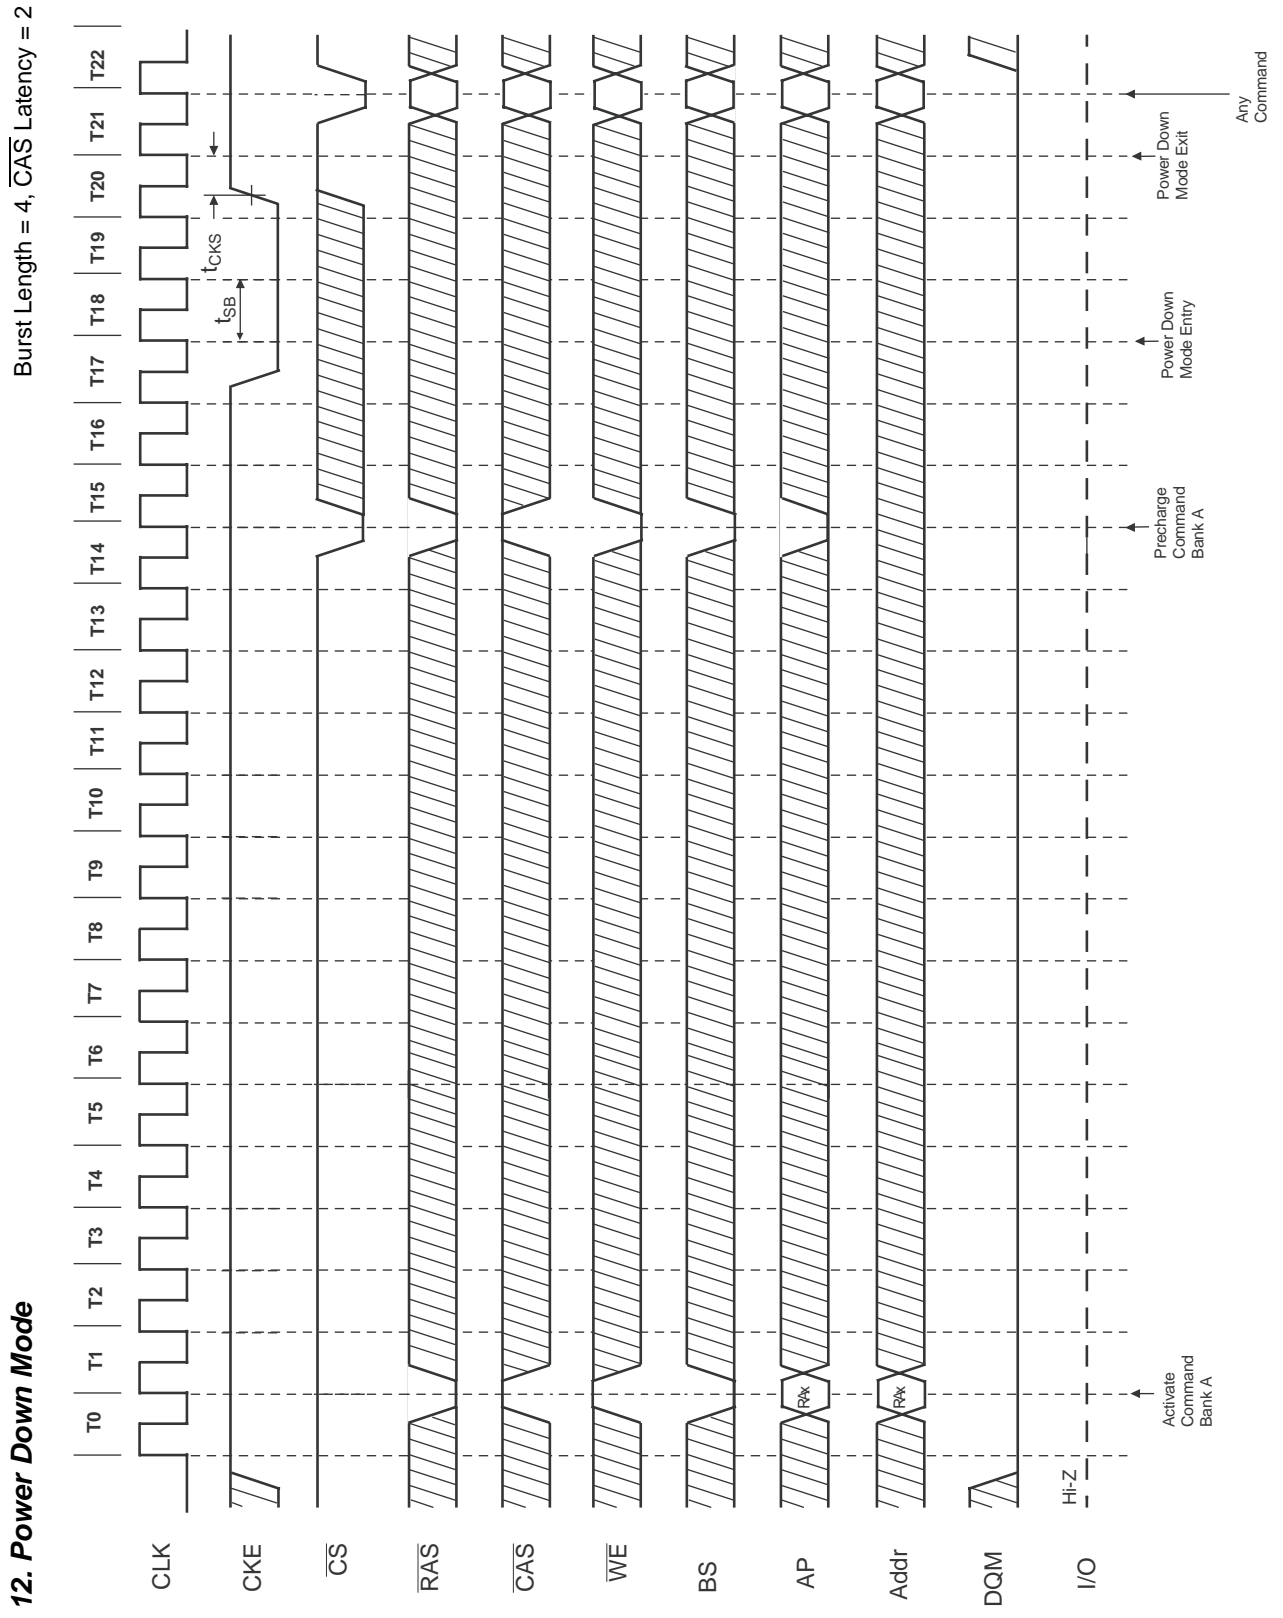 12. Power Down Mode
Burst Length = 4, CAS Latency = 2
T0 T1 T2 T3 T4 T5 T6 T7 T8 T9 T10 T11 T12 T13 T14 T15 T16 T17 T18 T19 T20 T21 T22
CLK
CKE
tSB
tCKS
CS
RAS
CAS
WE
BS
AP
RAx
Addr
RAx
DQM
I/O
Hi-Z
Activate
Command
Bank A
Precharge
Command
Bank A
Power Down
Mode Entry
Power Down
Mode Exit
Any
Command